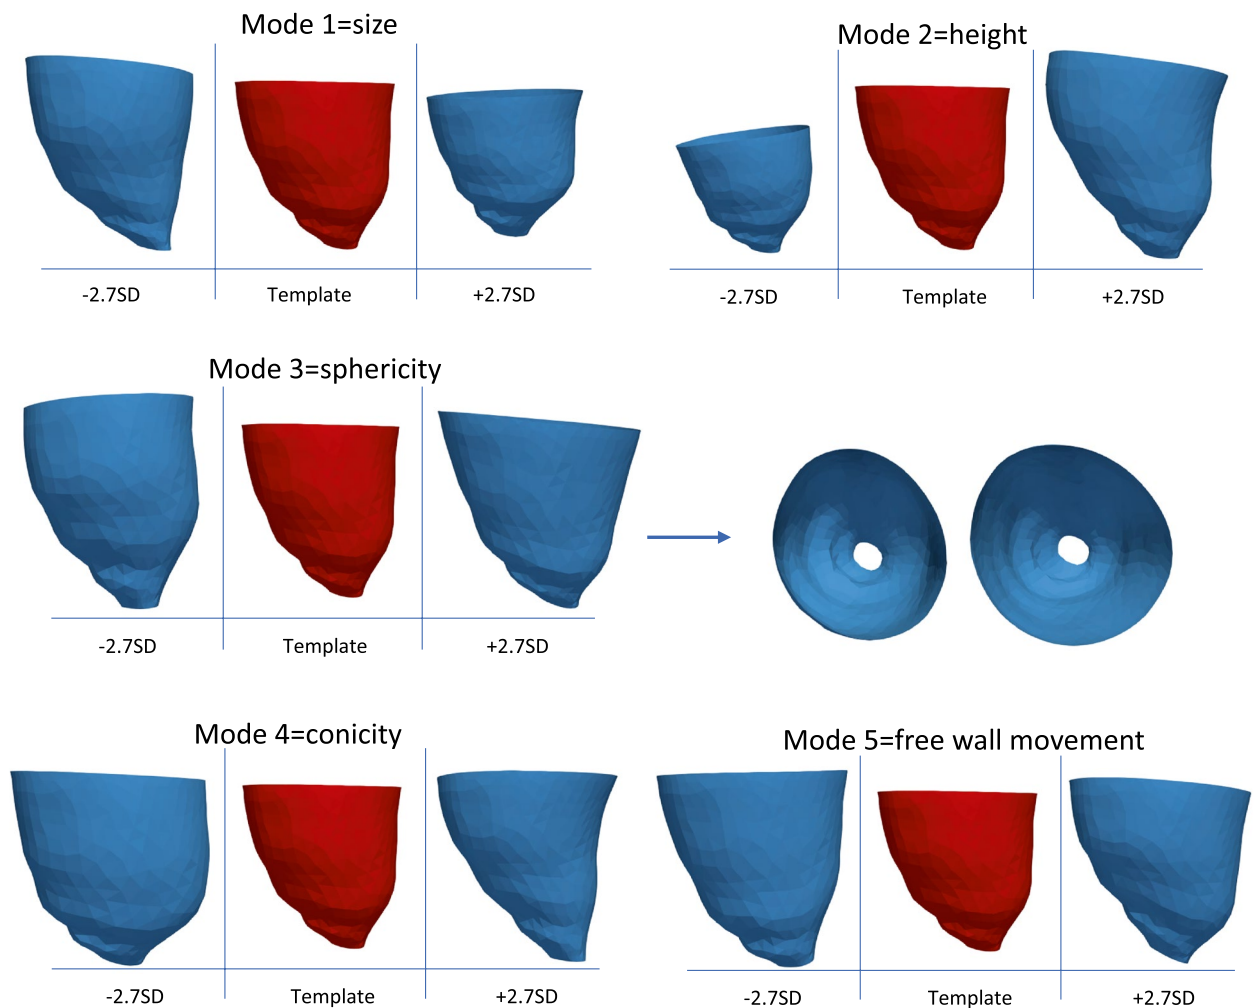 Mode 1=size
-2.7SD
Template
+2.7SD
Mode 2=height
-2.7SD
Template
+2.7SD
Mode 3=sphericity
-2.7SD
Template
+2.7SD
Mode 4=conicity
-2.7SD
Template
+2.7SD
Mode 5=free wall movement
-2.7SD
Template
+2.7SD